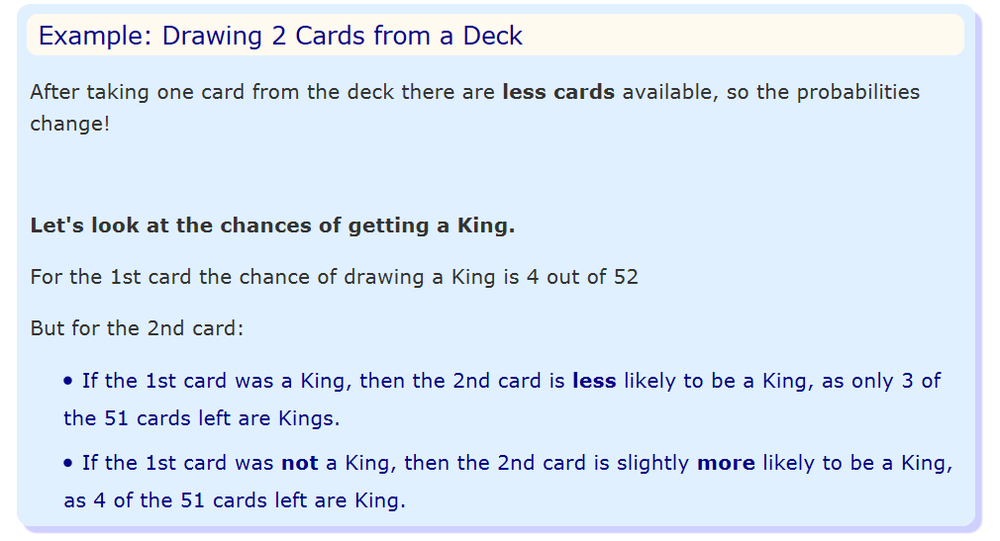 Example: Drawing 2 Cards from a Deck
After taking one card from the deck there are less cards available, so the probabilities
change!
Let's look at the chances of getting a King.
For the 1st card the chance of drawing a King is 4 out of 52
But for the 2nd card:
• If the 1st card was a King, then the 2nd card is less likely to be a King, as only 3 of
the 51 cards left are Kings.
• If the 1st card was not a King, then the 2nd card is slightly more likely to be a King,
as 4 of the 51 cards left are King.